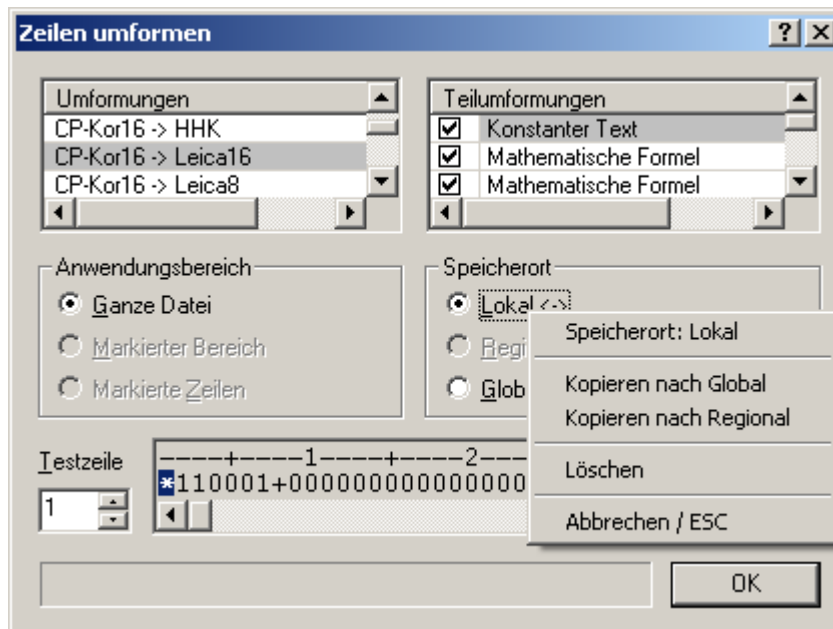 Zeilen umformen
Umformungen
CP-Kor16 -> HHK
CP-Kor16 -> Leica16
CP-Kor16 -> Leica8
Teilumformungen
Konstanter Text
Mathematische Formel
Mathematische Formel
Anwendungsbereich
Ganze Datei
Markierter Bereich
Markierte Zeilen
Speicherort
Lokal <->
Regi
Glob
Speicherort: Lokal
Kopieren nach Global
Kopieren nach Regional
Löschen
Abbrechen / ESC
Testzeile
1
----+----1----+----2---
*110001+000000000000000
OK